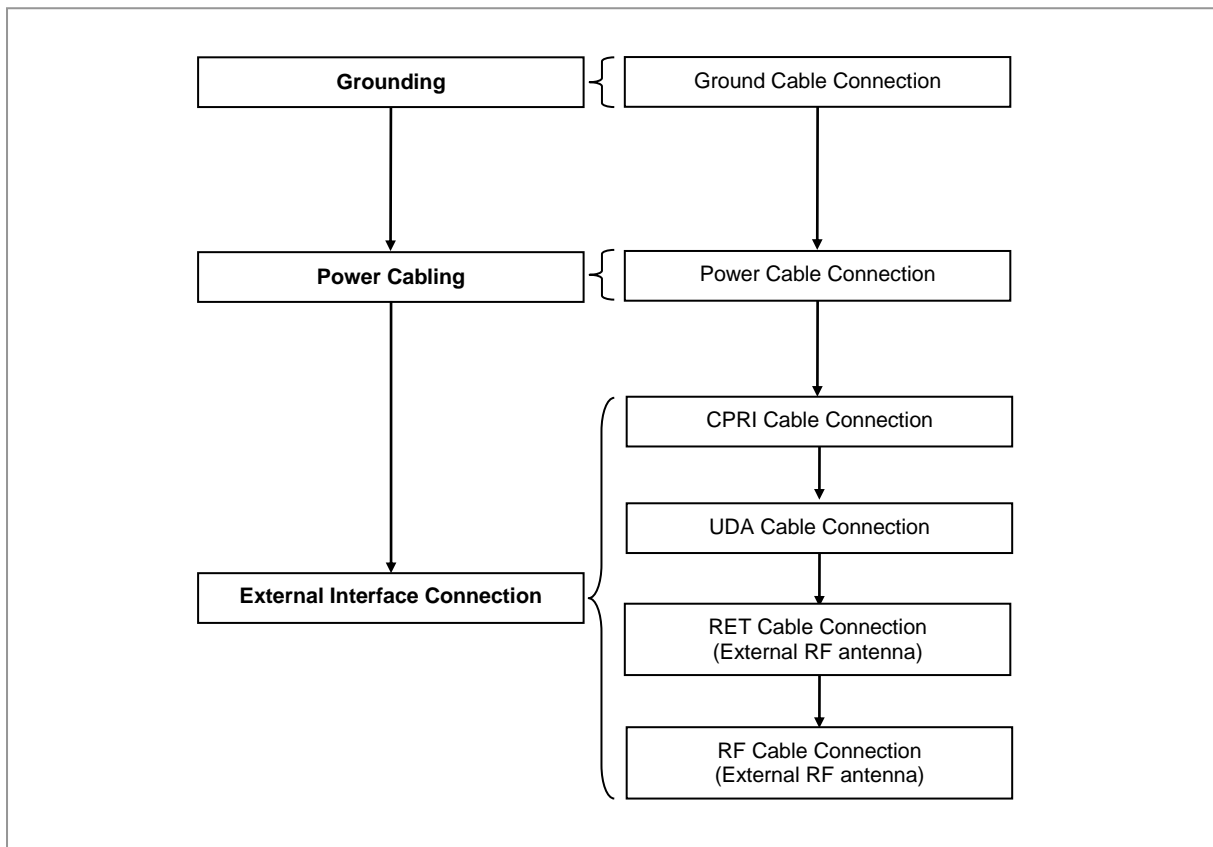 Grounding
Ground Cable Connection
Power Cabling
Power Cable Connection
CPRI Cable Connection
UDA Cable Connection
External Interface Connection
RET Cable Connection
(External RF antenna)
RF Cable Connection
(External RF antenna)